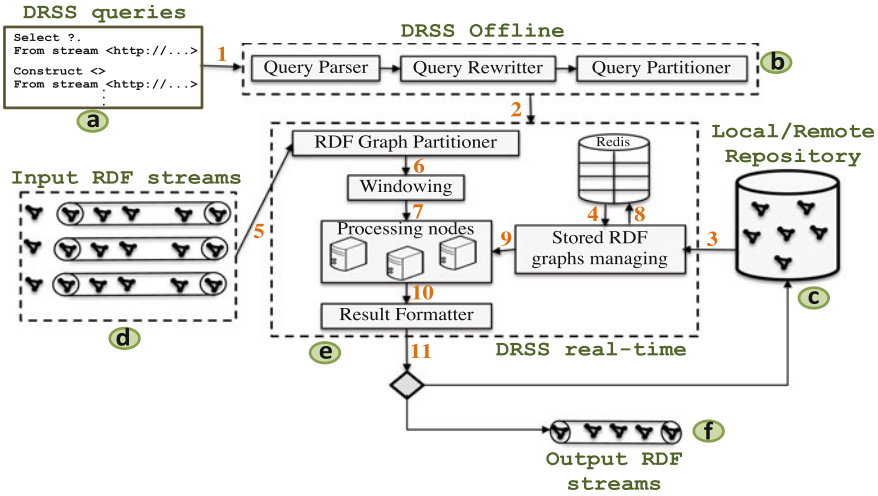 DRSS queries
Select ?.
From stream <http://...>
Construct <>
From stream <http://...>
:
a
1
DRSS Offline
Query Parser
Query Rewritter
Query Partitioner
b
2
RDF Graph Partitioner
6
Windowing
7
Processing nodes
Redis
4
8
9
Stored RDF
graphs managing
3
Local/Remote
Repository
c
Input RDF streams
5
d
10
Result Formatter
e
11
DRSS real-time
f
Output RDF
streams